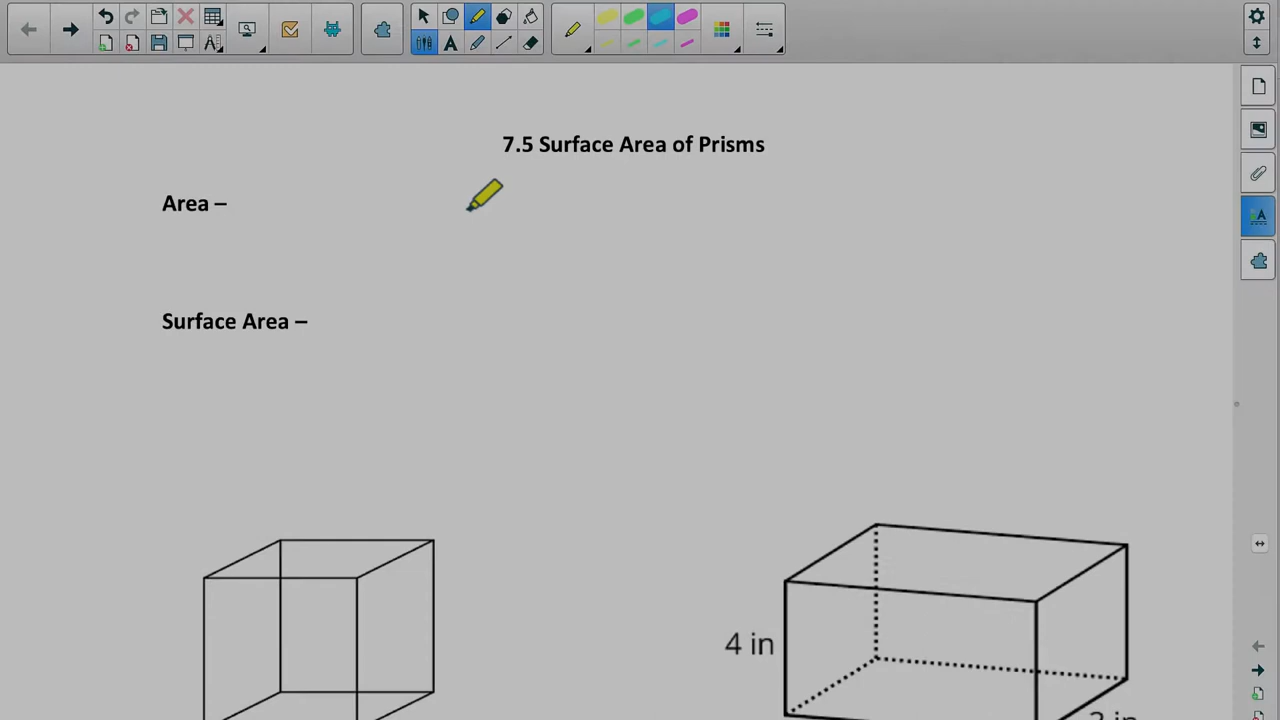 7.5 Surface Area of Prisms
Area –
Surface Area –
4 in